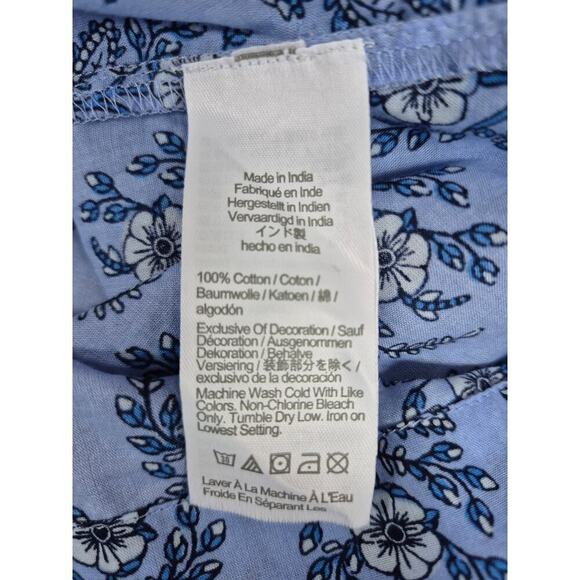 Made in India
Fabriqué en Inde
Hergestellt in Indien
Vervaardigd in India
インド製
hecho en india
100% Cotton / Coton /
Baumwolle / Katoen / 綿 /
algodón
Exclusive Of Decoration / Sauf
Décoration / Ausgenommen
Dekoration / Behalve
Versiering / 装飾部分を除く /
exclusivo de la decoración
Machine Wash Cold With Like
Colors. Non-Chlorine Bleach
Only. Tumble Dry Low. Iron on
Lowest Setting.
30
Laver À La Machine À L'Eau
Froide En Séparant Les